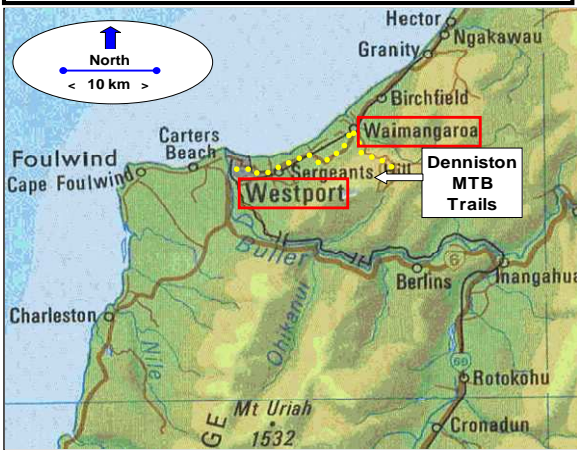 North
< 10 km >
Hector
Ngakawau
Granity
Birchfield
Waimangaroa
Carters
Beach
Foulwind
Cape Foulwind
Sergeants Hill
Denniston
MTB
Trails
Westport
Buller
6
Berlins
Inangahua
Charleston
Nile
Ohikanui
69
Rotokohu
Mt Uriah
1532
GE
Cronadun